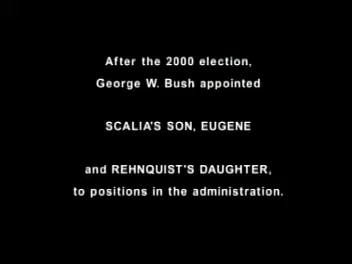 After the 2000 election,
George W. Bush appointed
SCALIA'S SON, EUGENE
and REHNQUIST'S DAUGHTER,
to positions in the administration.